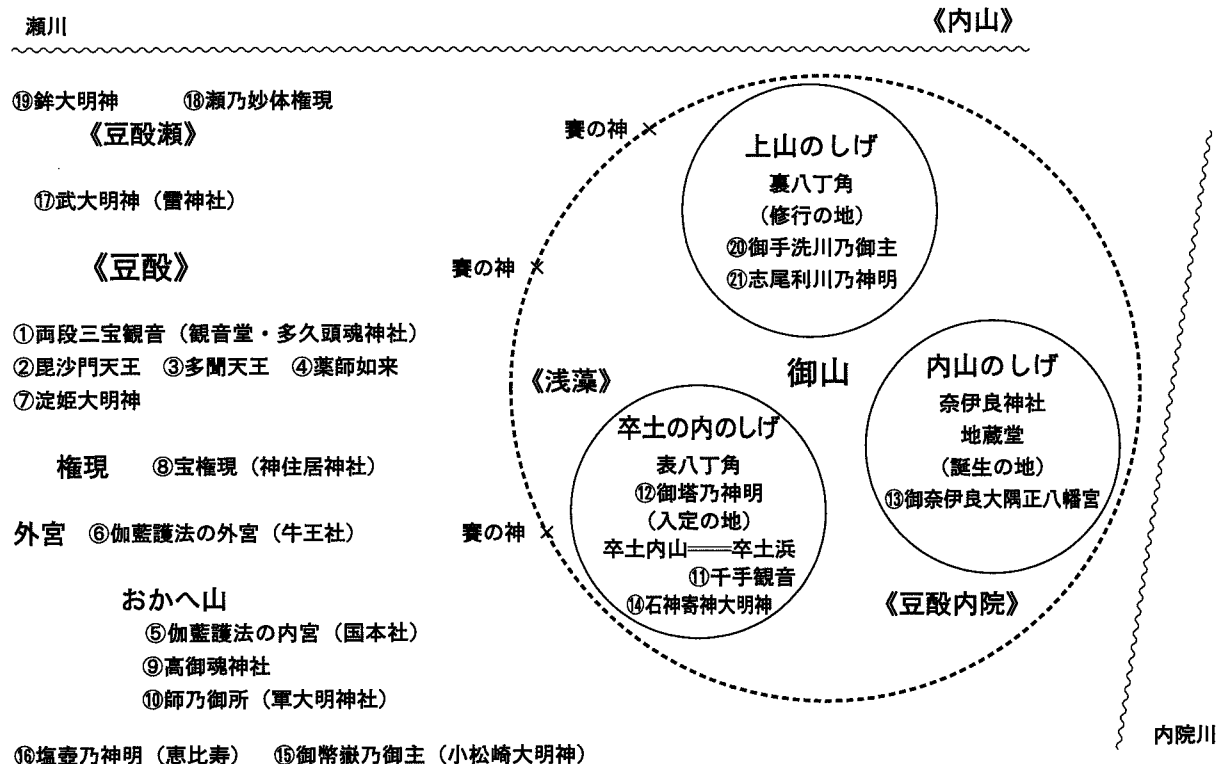 瀬川
《内山》
⑲鉾大明神 ⑱瀬乃妙体権現
《豆酘瀬》
⑰武大明神（雷神社）
《豆酘》
①両段三宝観音（観音堂・多久頭魂神社）
②毘沙門天王 ③多聞天王 ④薬師如来
⑦淀姫大明神
権現 ⑧宝権現（神住居神社）
外宮 ⑥伽藍護法の外宮（牛王社）
おかへ山
⑤伽藍護法の内宮（国本社）
⑨高御魂神社
⑩師乃御所（軍大明神社）
⑯塩壺乃神明（恵比寿） ⑮御幣嶽乃御主（小松崎大明神）
賽の神 ×
賽の神 ×
賽の神 ×
上山のしげ
裏八丁角
(修行の地)
⑳御手洗川乃御主
㉑志尾利川乃神明
御山
《浅藻》
卒土の内のしげ
表八丁角
⑫御塔乃神明
(入定の地)
卒土内山══卒土浜
⑪千手観音
⑭石神寄神大明神
内山のしげ
奈伊良神社
地蔵堂
(誕生の地)
⑬御奈伊良大隅正八幡宮
《豆酘内院》
内院川